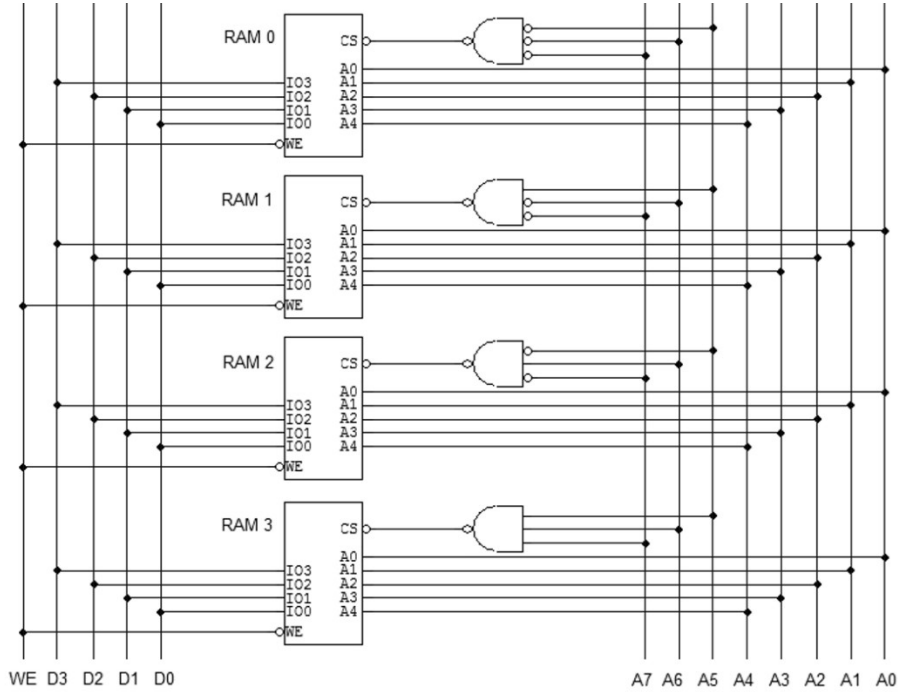 RAM 0
CS
A0
IO3 A1
IO2 A2
IO1 A3
IO0 A4
WE
RAM 1
CS
A0
IO3 A1
IO2 A2
IO1 A3
IO0 A4
WE
RAM 2
CS
A0
IO3 A1
IO2 A2
IO1 A3
IO0 A4
WE
RAM 3
CS
A0
IO3 A1
IO2 A2
IO1 A3
IO0 A4
WE
WE D3 D2 D1 D0 A7 A6 A5 A4 A3 A2 A1 A0